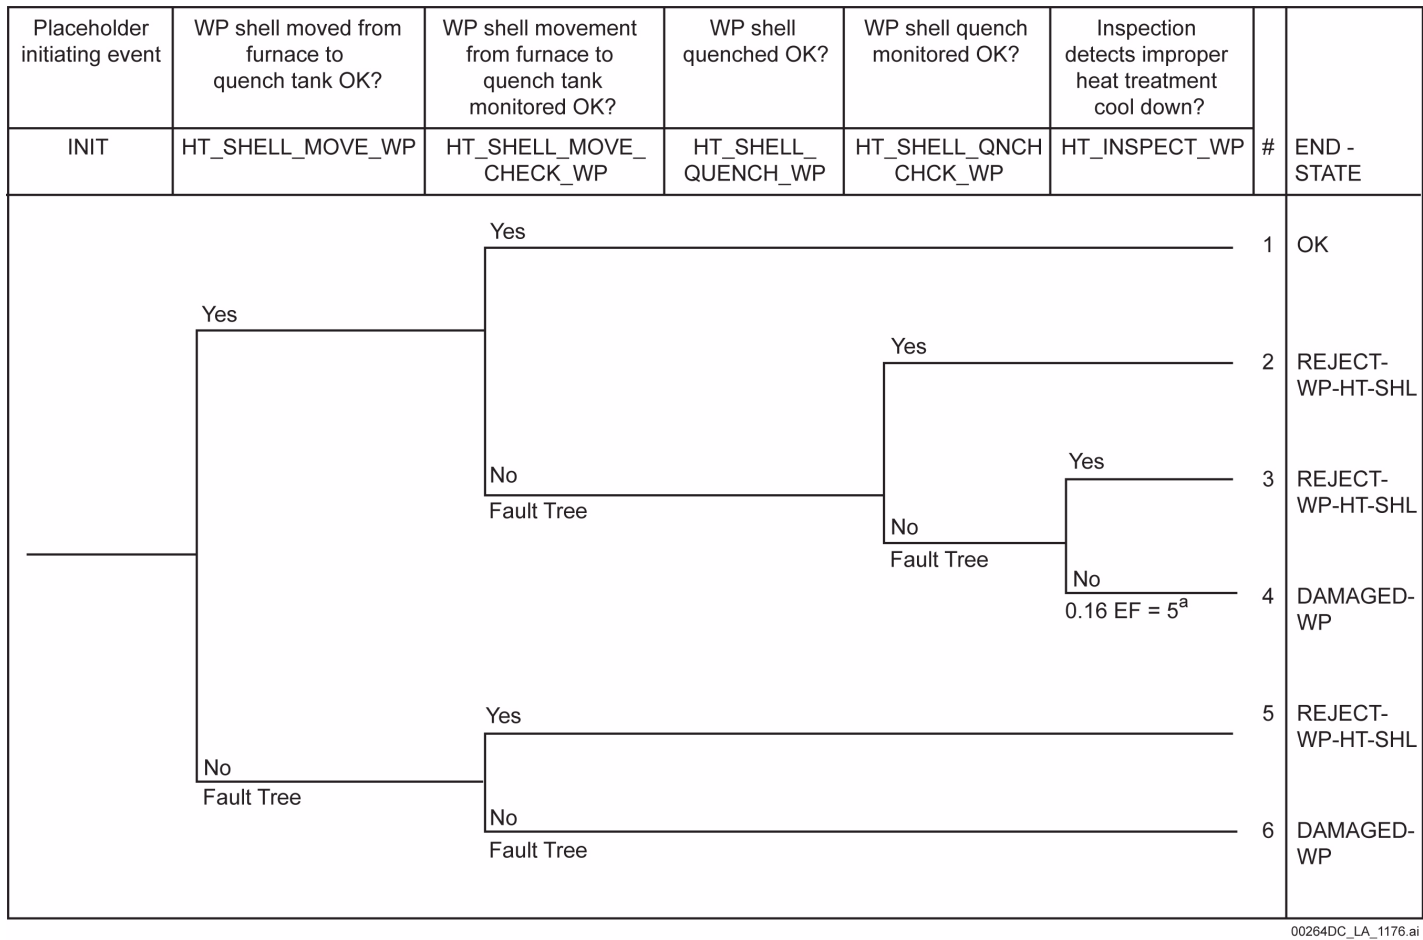 Placeholder
initiating event
WP shell moved from
furnace to
quench tank OK?
WP shell movement
from furnace to
quench tank
monitored OK?
WP shell
quenched OK?
WP shell quench
monitored OK?
Inspection
detects improper
heat treatment
cool down?
INIT
HT_SHELL_MOVE_WP
HT_SHELL_MOVE_
CHECK_WP
HT_SHELL_
QUENCH_WP
HT_SHELL_QNCH
CHCK_WP
HT_INSPECT_WP
#
END -
STATE
Yes
1 OK
Yes
Yes
2 REJECT-
WP-HT-SHL
Yes
No
3 REJECT-
WP-HT-SHL
Fault Tree
No
Fault Tree
No
4 DAMAGED-
WP
0.16 EF = 5a
Yes
5 REJECT-
WP-HT-SHL
No
Fault Tree
No
6 DAMAGED-
WP
Fault Tree
00264DC_LA_1176.ai